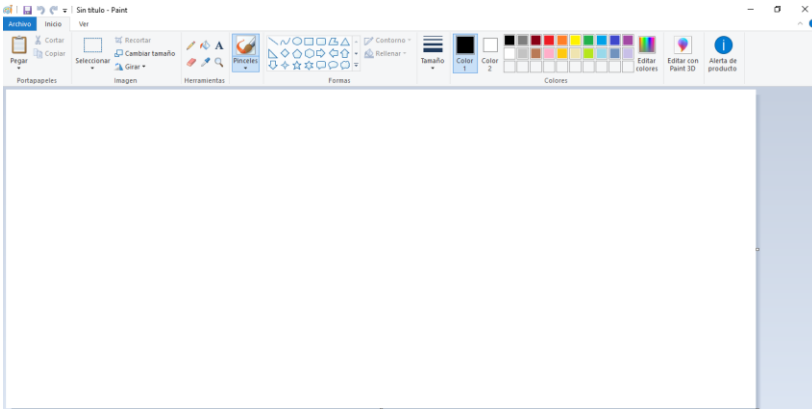 Sin título - Paint
Archivo Inicio Ver
Pegar
Cortar
Copiar
Portapapeles
Seleccionar
Recortar
Cambiar tamaño
Girar
Imagen
A
Herramientas
Pinceles
Contorno
Rellenar
Formas
Tamaño
Color 1
Color 2
Editar colores
Colores
Editar con Paint 3D
Alerta de producto